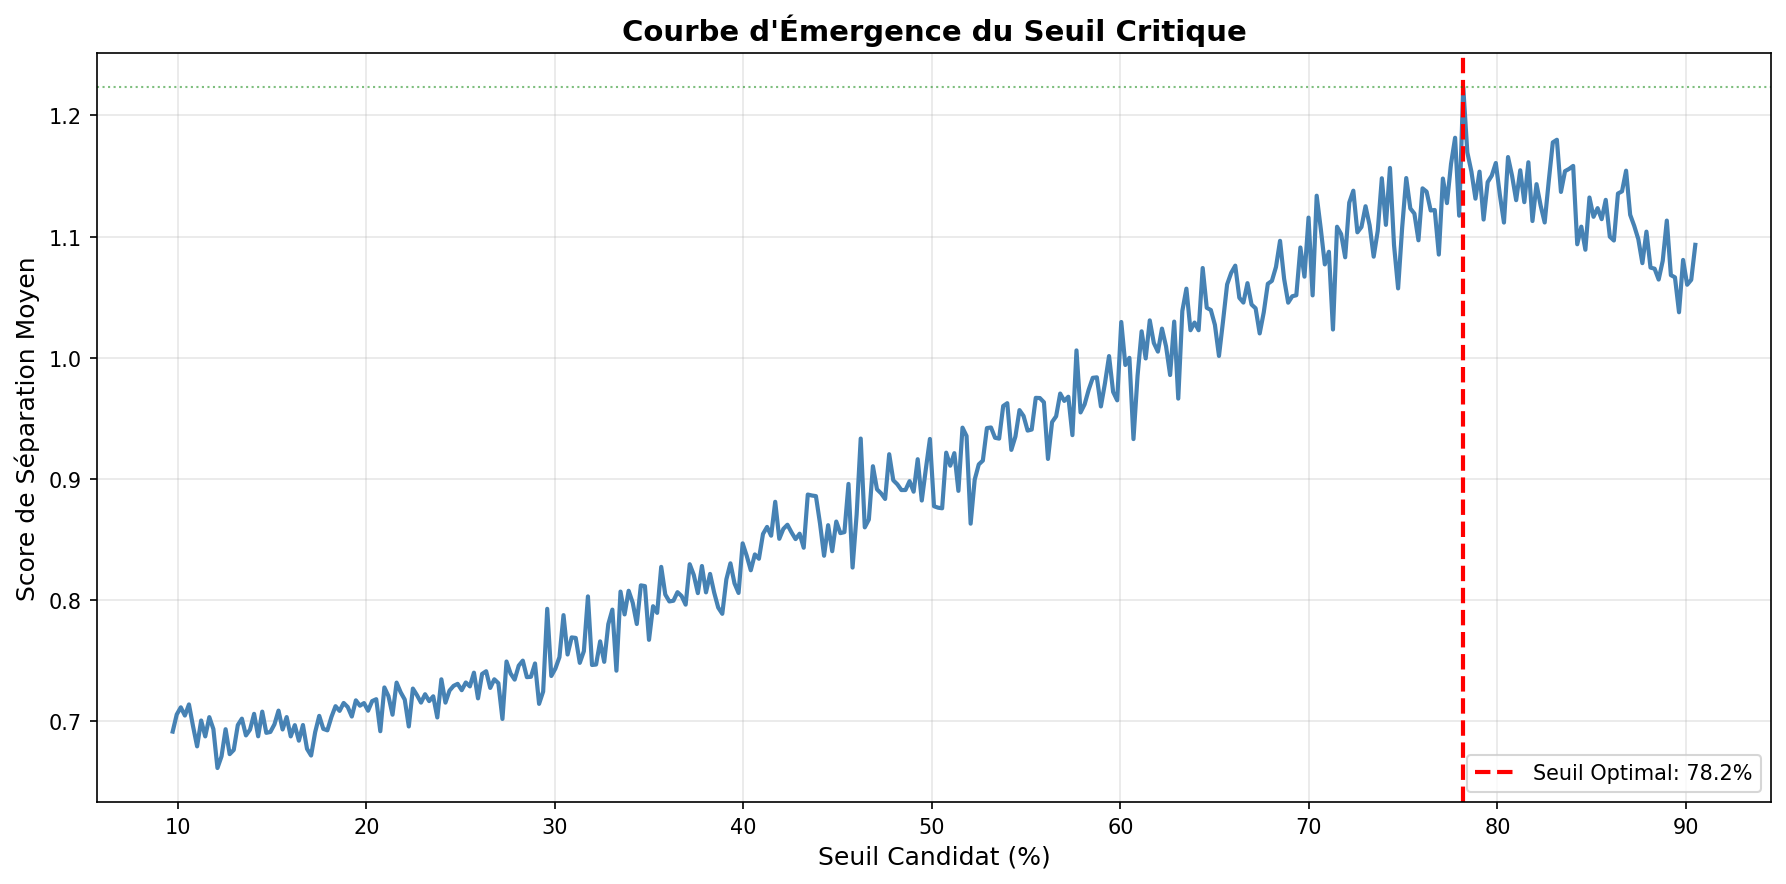 Courbe d'Émergence du Seuil Critique
Score de Séparation Moyen
1.2
1.1
1.0
0.9
0.8
0.7
Seuil Optimal: 78.2%
10 20 30 40 50 60 70 80 90
Seuil Candidat (%)